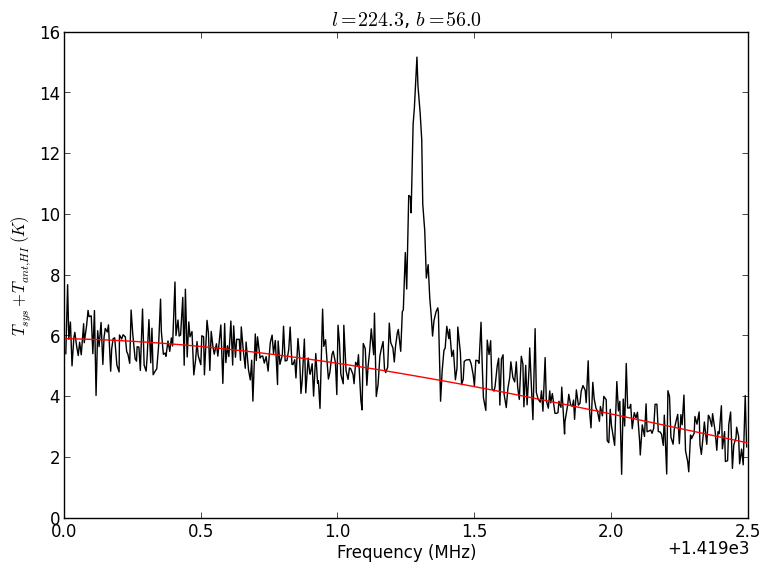 l = 224.3, b = 56.0
16
14
12
10
8
6
4
2
0
T_sys + T_ant,HI (K)
0.0 0.5 1.0 1.5 2.0 2.5
Frequency (MHz)
+1.419e3